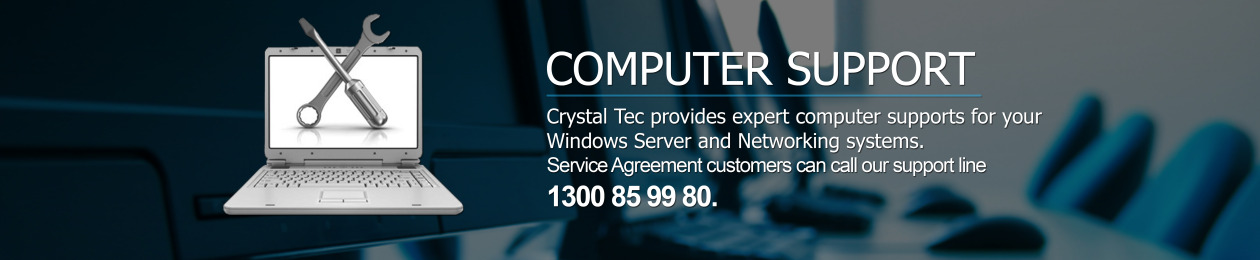 COMPUTER SUPPORT
Crystal Tec provides expert computer supports for your
Windows Server and Networking systems.
Service Agreement customers can call our support line
1300 85 99 80.